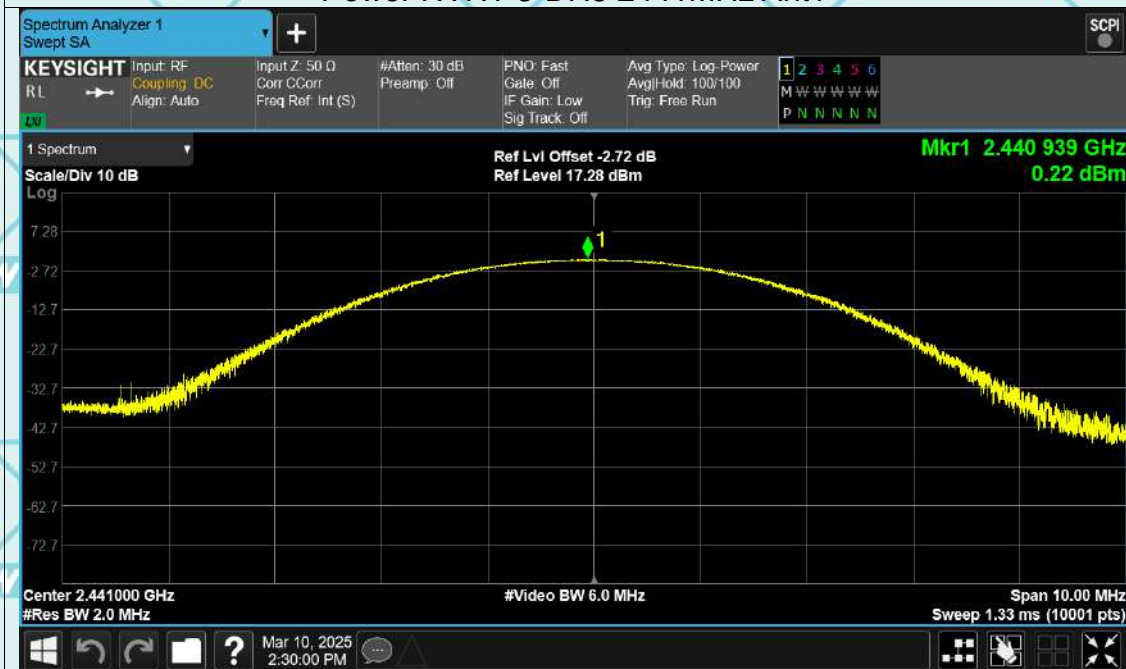 Spectrum Analyzer 1
Swept SA
+
SCPI
KEYSIGHT
RL
LXI
Input: RF
Coupling: DC
Align: Auto
Input Z: 50 Ω
Corr CCorr
Freq Ref: Int (S)
#Atten: 30 dB
Preamp: Off
PNO: Fast
Gate: Off
IF Gain: Low
Sig Track: Off
Avg Type: Log-Power
Avg|Hold: 100/100
Trig: Free Run
1 2 3 4 5 6
M W W W W W
P N N N N N
1 Spectrum
Scale/Div 10 dB
Log
Ref Lvl Offset -2.72 dB
Ref Level 17.28 dBm
Mkr1 2.440 939 GHz
0.22 dBm
1
7.28
-2.72
-12.7
-22.7
-32.7
-42.7
-52.7
-62.7
-72.7
Center 2.441000 GHz
#Res BW 2.0 MHz
#Video BW 6.0 MHz
Span 10.00 MHz
Sweep 1.33 ms (10001 pts)
?
Mar 10, 2025
2:30:00 PM